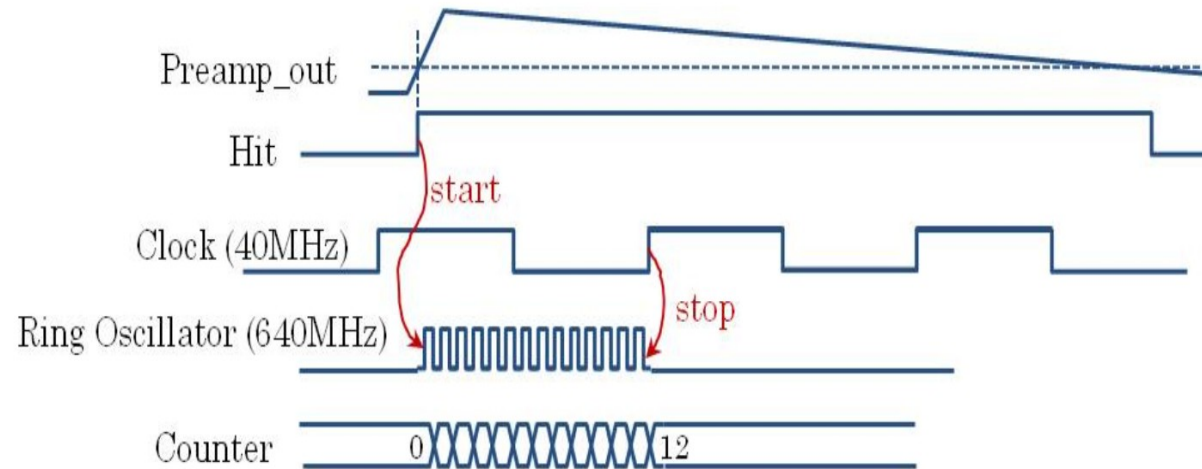 Preamp_out
Hit
start
Clock (40MHz)
stop
Ring Oscillator (640MHz)
Counter 0 12